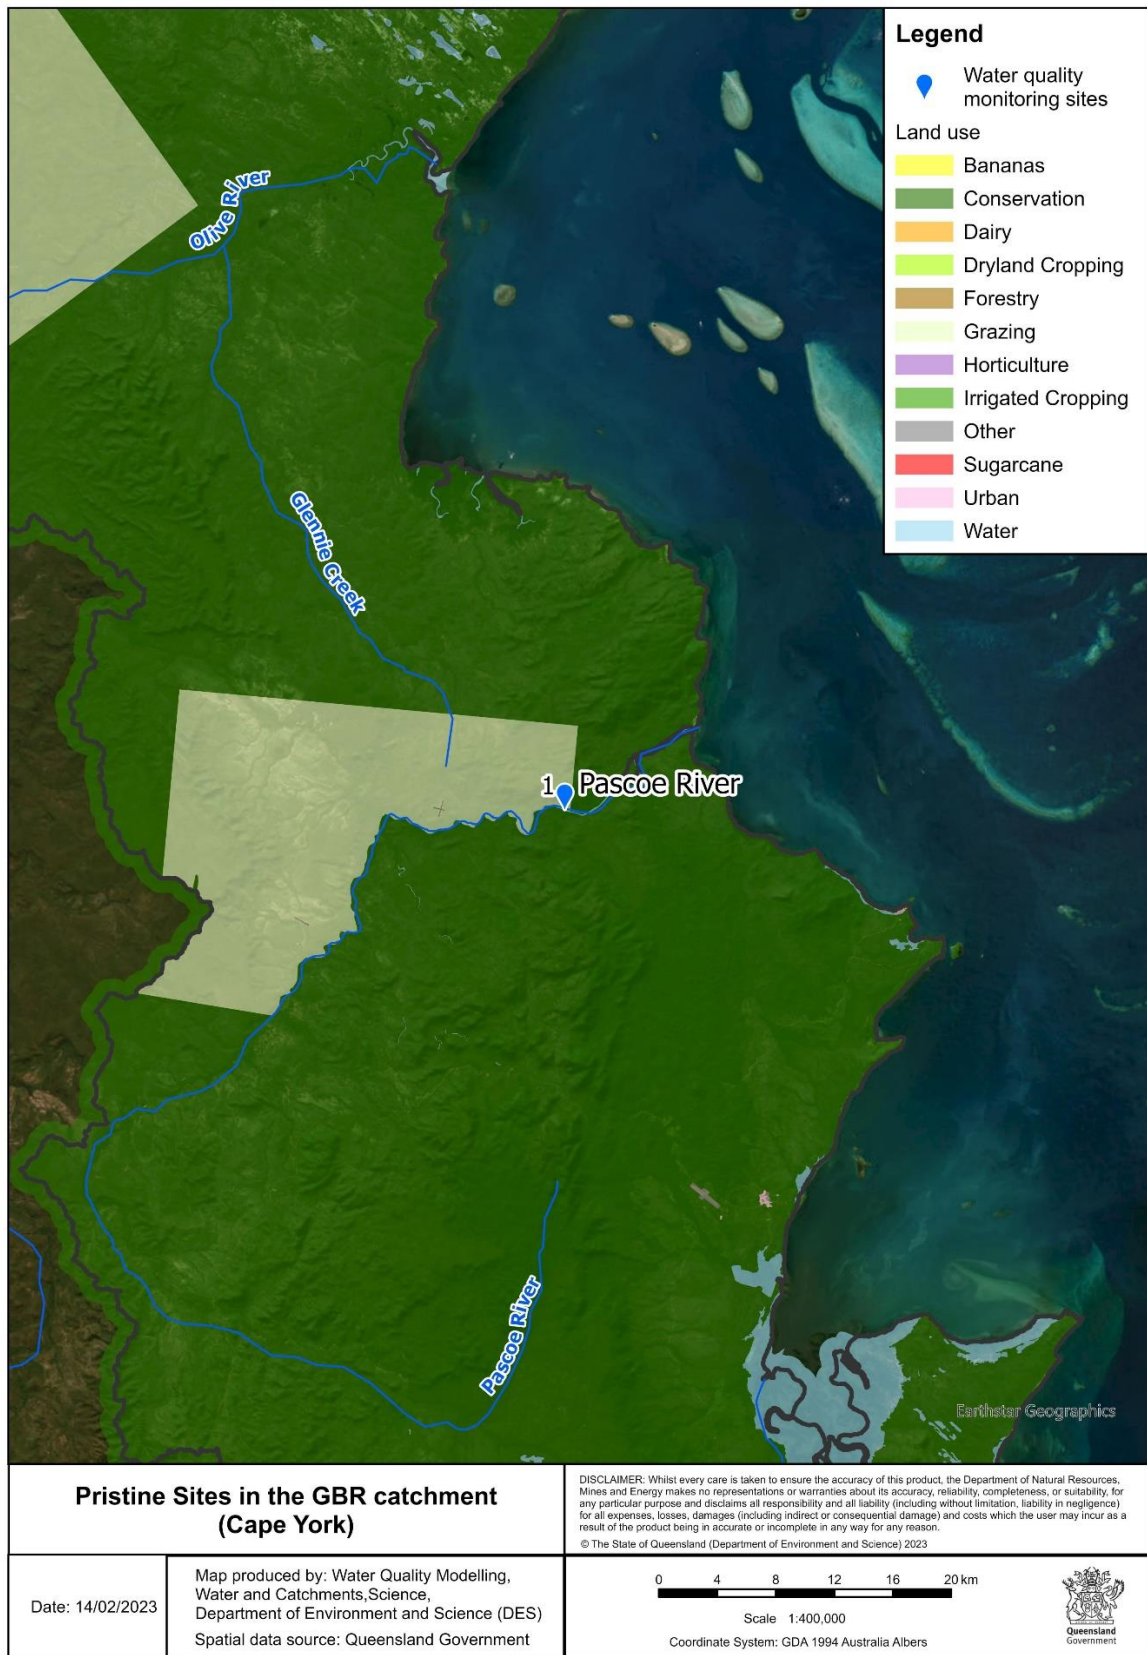 Legend
Water quality
monitoring sites
Land use
Bananas
Conservation
Dairy
Dryland Cropping
Forestry
Grazing
Horticulture
Irrigated Cropping
Other
Sugarcane
Urban
Water
Olive River
Glennie Creek
1 Pascoe River
Pascoe River
Earthstar Geographics
Pristine Sites in the GBR catchment
(Cape York)
DISCLAIMER: Whilst every care is taken to ensure the accuracy of this product, the Department of Natural Resources,
Mines and Energy makes no representations or warranties about its accuracy, reliability, completeness, or suitability, for
any particular purpose and disclaims all responsibility and all liability (including without limitation, liability in negligence)
for all expenses, losses, damages (including indirect or consequential damage) and costs which the user may incur as a
result of the product being in accurate or incomplete in any way for any reason.
© The State of Queensland (Department of Environment and Science) 2023
Date: 14/02/2023
Map produced by: Water Quality Modelling,
Water and Catchments,Science,
Department of Environment and Science (DES)
Spatial data source: Queensland Government
0 4 8 12 16 20 km
Scale 1:400,000
Coordinate System: GDA 1994 Australia Albers
Queensland
Government